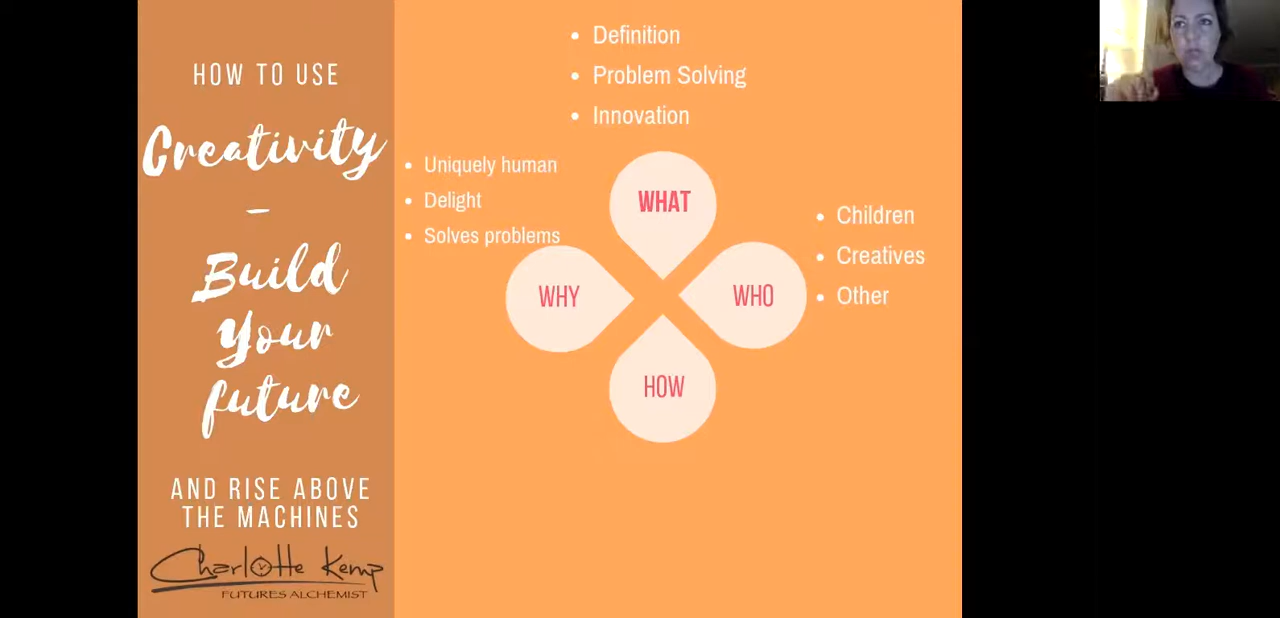 HOW TO USE
Creativity
–
Build
Your
future
AND RISE ABOVE
THE MACHINES
Charlotte Kemp
FUTURES ALCHEMIST
• Definition
• Problem Solving
• Innovation
• Uniquely human
• Delight
• Solves problems
WHAT
• Children
• Creatives
• Other
WHY
WHO
HOW